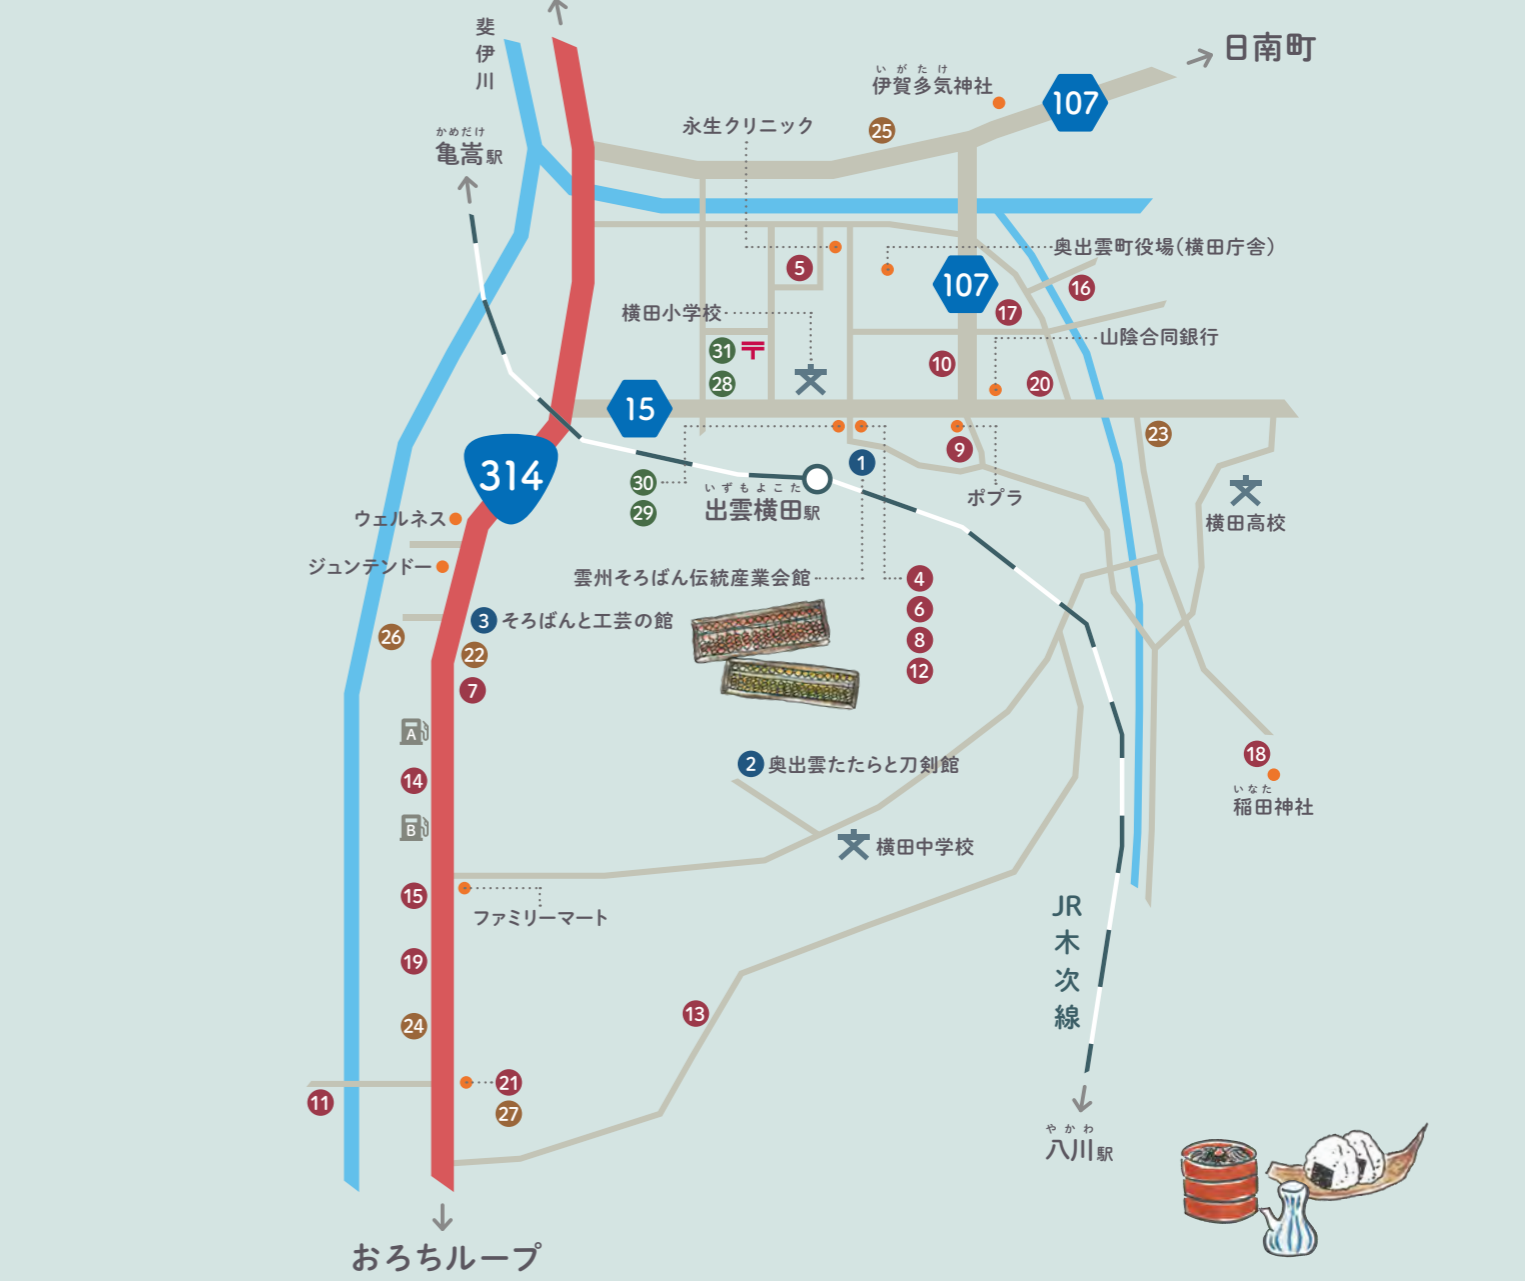 斐伊川
日南町
いがたけ
伊賀多気神社
107
永生クリニック
25
かめだけ
亀嵩駅
奥出雲町役場(横田庁舎)
5
107
16
17
横田小学校
山陰合同銀行
31
〒
10
28
20
15
23
9
1
314
30
いずもよこた
出雲横田駅
ポプラ
29
横田高校
ウェルネス
ジュンテンドー
雲州そろばん伝統産業会館
4
6
8
12
3 そろばんと工芸の館
26
22
7
A
14
2 奥出雲たたらと刀剣館
18
いなた
稲田神社
B
横田中学校
15
ファミリーマート
JR木次線
19
13
24
21
27
11
やかわ
八川駅
おろちループ